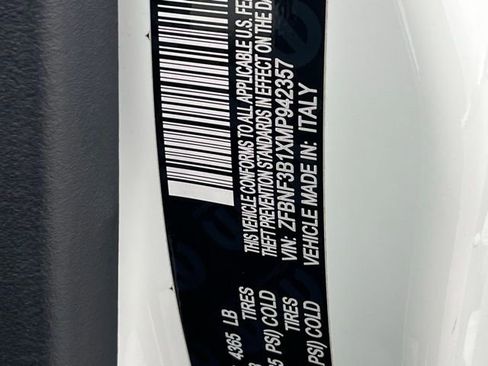 4365 LB
TIRES
PSI) COLD
TIRES
PSI) COLD
THIS VEHICLE CONFORMS TO ALL APPLICABLE U.S. FE
THEFT PREVENTION STANDARDS IN EFFECT ON THE DA
VIN: ZFBNF3B1XMP942357
VEHICLE MADE IN: ITALY